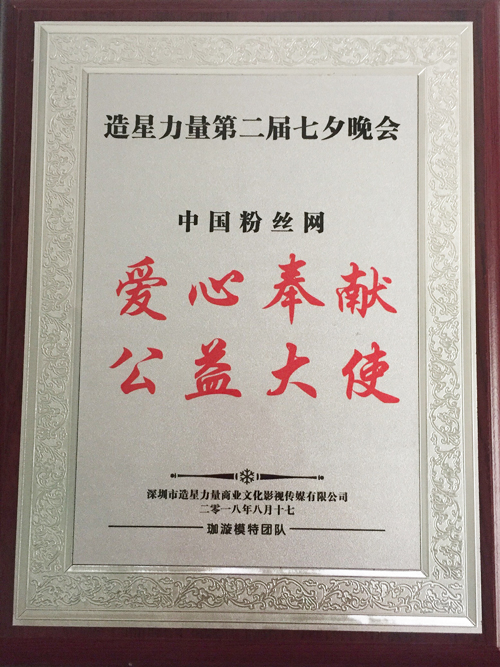 造星力量第二届七夕晚会
中国粉丝网
爱心奉献
公益大使
深圳市造星力量商业文化影视传媒有限公司
二零一八年八月十七
珈漩模特团队